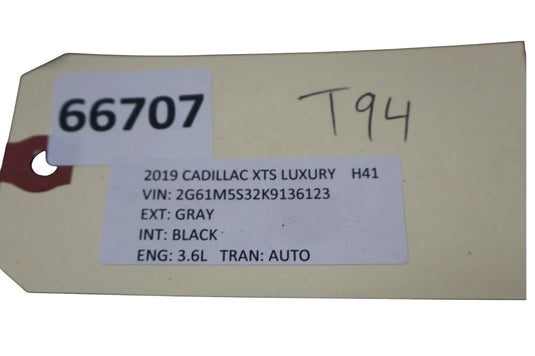 66707
T94
2019 CADILLAC XTS LUXURY H41
VIN: 2G61M5S32K9136123
EXT: GRAY
INT: BLACK
ENG: 3.6L TRAN: AUTO